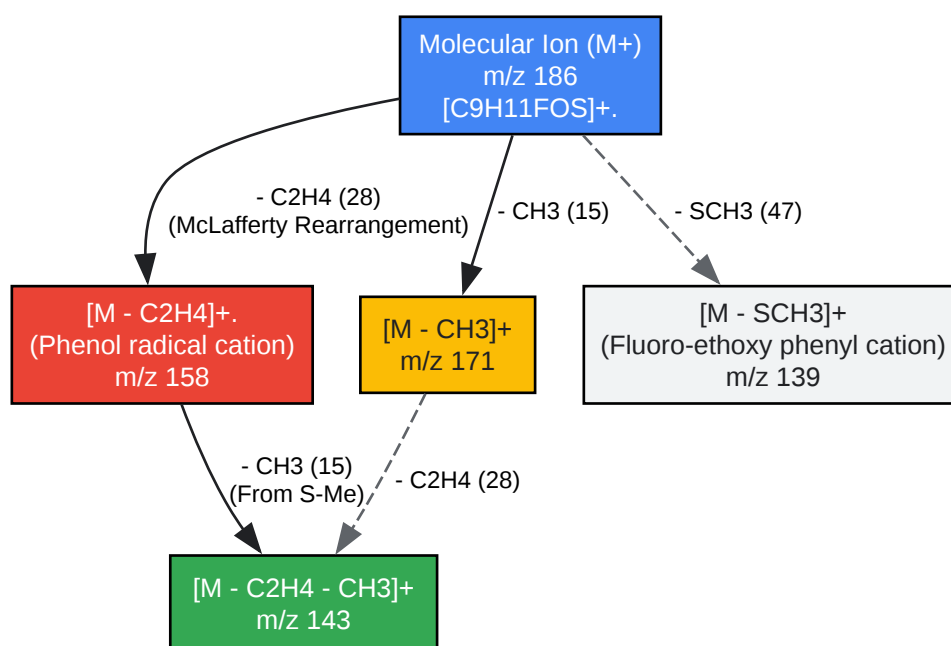 Molecular Ion (M+)
m/z 186
[C9H11FOS]+.
- C2H4 (28)
(McLafferty Rearrangement)
- CH3 (15)
- SCH3 (47)
[M - C2H4]+.
(Phenol radical cation)
m/z 158
[M - CH3]+
m/z 171
[M - SCH3]+
(Fluoro-ethoxy phenyl cation)
m/z 139
- CH3 (15)
(From S-Me)
- C2H4 (28)
[M - C2H4 - CH3]+
m/z 143